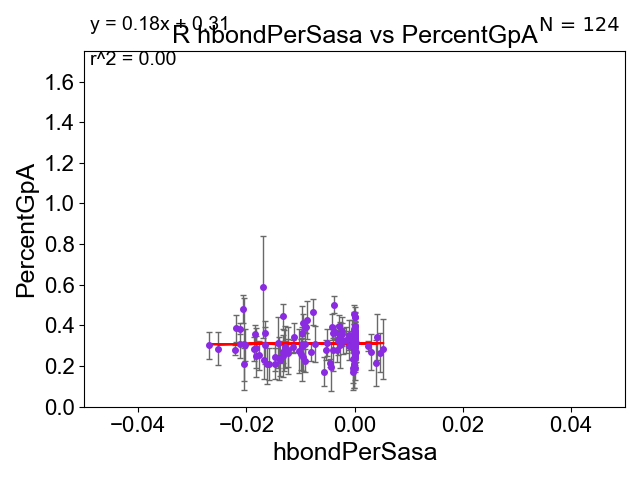 y = 0.18x + 0.31
R hbondPerSasa vs PercentGpA
N = 124
r^2 = 0.00
1.6
1.4
1.2
1.0
0.8
0.6
0.4
0.2
0.0
PercentGpA
−0.04
−0.02
0.00
0.02
0.04
hbondPerSasa